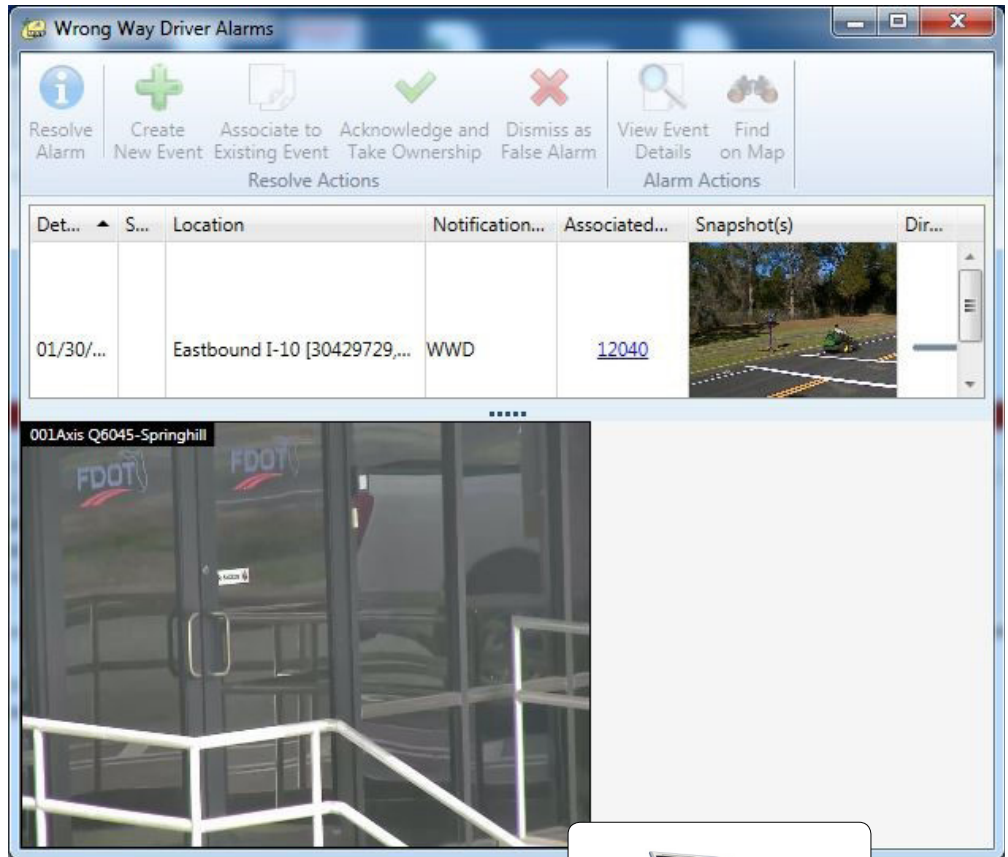 Wrong Way Driver Alarms
Resolve Alarm
Create New Event
Associate to Existing Event
Acknowledge and Take Ownership
Dismiss as False Alarm
View Event Details
Find on Map
Resolve Actions
Alarm Actions
Det... S... Location Notification... Associated... Snapshot(s) Dir...
01/30/... Eastbound I-10 [30429729,... WWD 12040
001Axis Q6045-Springhill
FDOT FDOT